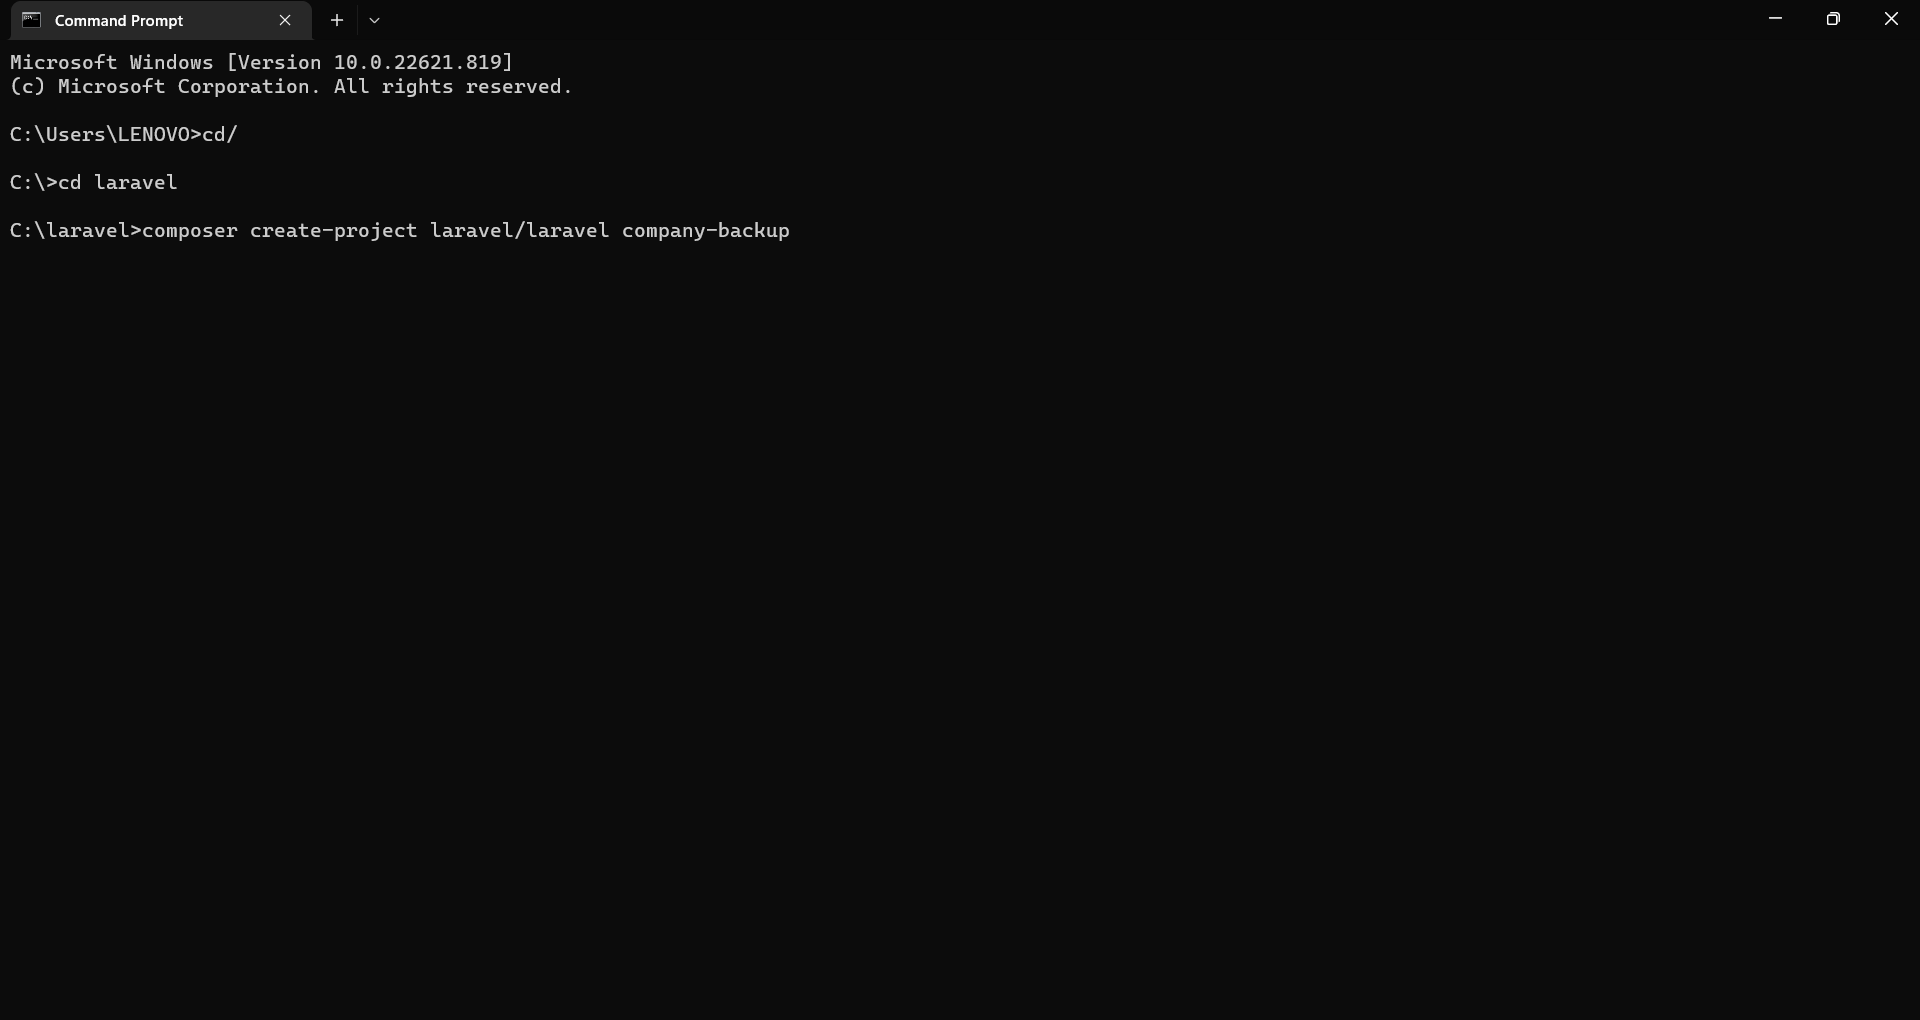 Command Prompt
Microsoft Windows [Version 10.0.22621.819]
(c) Microsoft Corporation. All rights reserved.
C:\Users\LENOVO>cd/
C:\>cd laravel
C:\laravel>composer create-project laravel/laravel company-backup